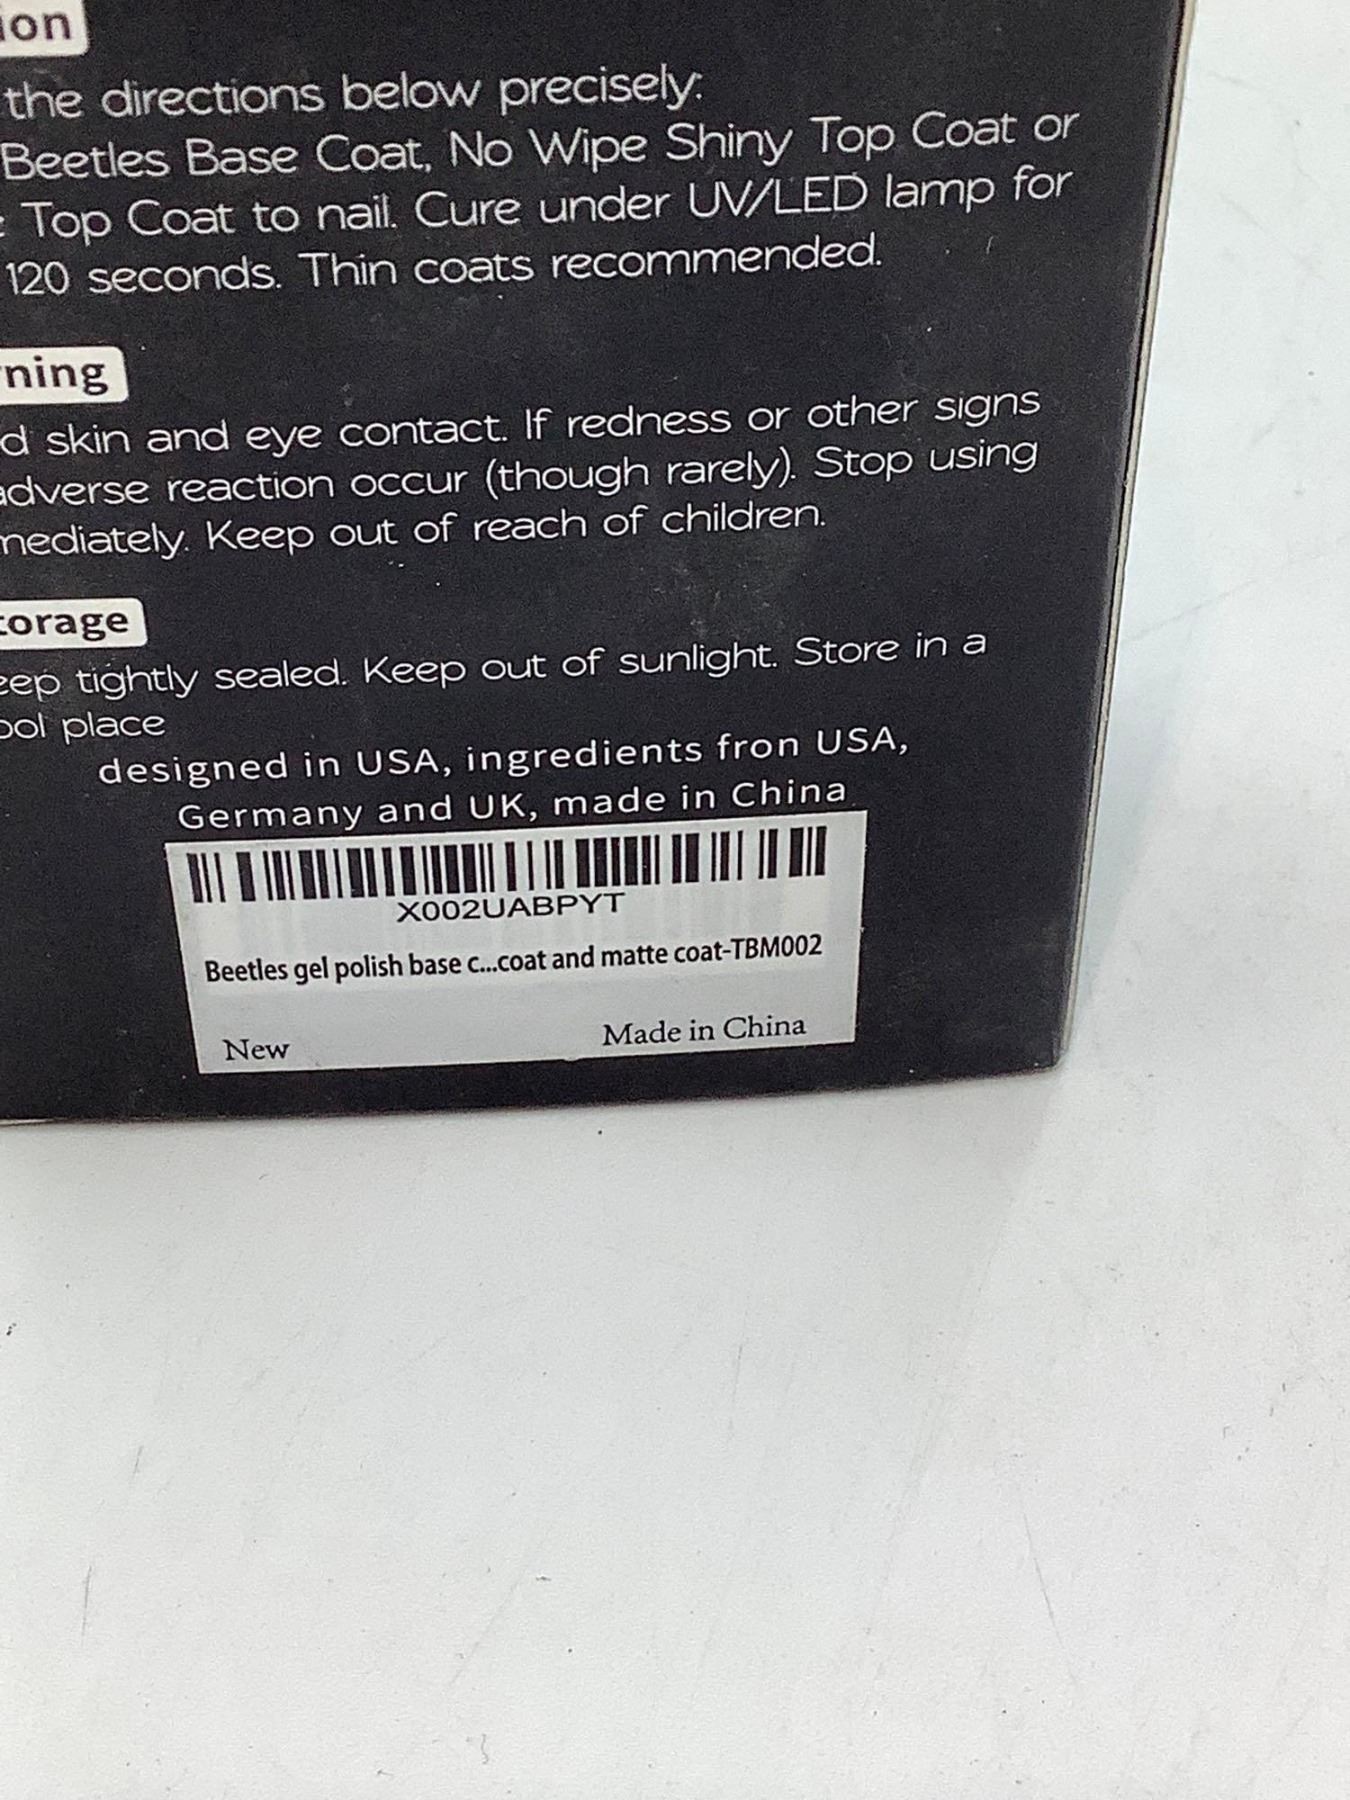 ion
the directions below precisely:
Beetles Base Coat, No Wipe Shiny Top Coat or
Top Coat to nail. Cure under UV/LED lamp for
120 seconds. Thin coats recommended.
ning
d skin and eye contact. If redness or other signs
adverse reaction occur (though rarely). Stop using
mediately. Keep out of reach of children.
torage
eep tightly sealed. Keep out of sunlight. Store in a
ool place
designed in USA, ingredients fron USA,
Germany and UK, made in China
X002UABPYT
Beetles gel polish base c...coat and matte coat-TBM002
New
Made in China